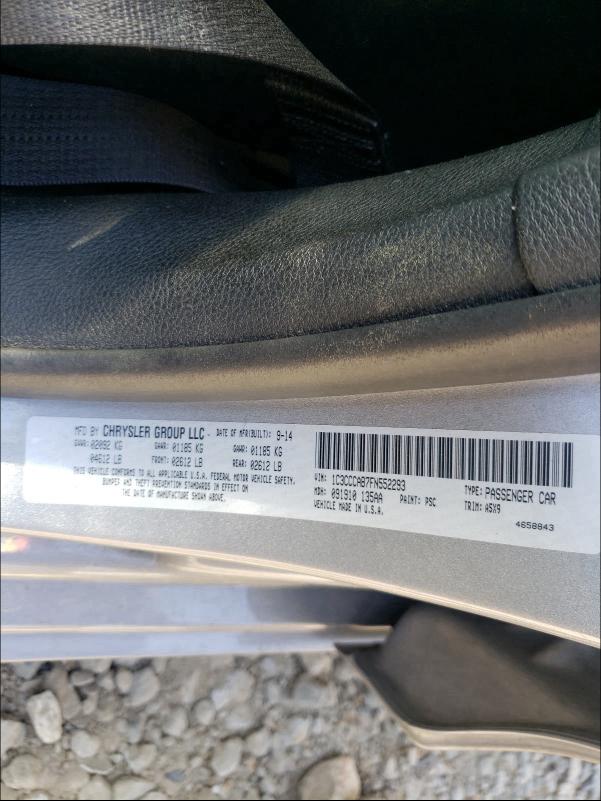 MFD BY CHRYSLER GROUP LLC. DATE OF MFR(BUILT): 9-14
GVWR: 02092 KG GAWR: 01185 KG GAWR: 01185 KG
04612 LB FRONT: 02612 LB REAR: 02612 LB
THIS VEHICLE CONFORMS TO ALL APPLICABLE U.S.A. FEDERAL MOTOR VEHICLE SAFETY,
BUMPER AND THEFT PREVENTION STANDARDS IN EFFECT ON
THE DATE OF MANUFACTURE SHOWN ABOVE.
VIN: 1C3CCCAB7FN552293 TYPE: PASSENGER CAR
MDH: 091910 135AA PAINT: PSC TRIM: A5X9
VEHICLE MADE IN U.S.A. 4658843